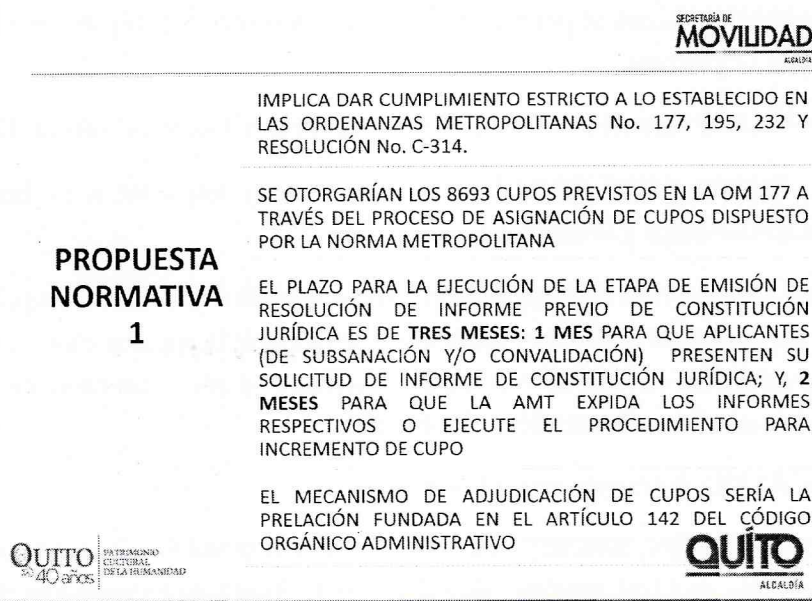 SECRETARÍA DE
MOVILIDAD
ALCALDÍA
IMPLICA DAR CUMPLIMIENTO ESTRICTO A LO ESTABLECIDO EN
LAS ORDENANZAS METROPOLITANAS No. 177, 195, 232 Y
RESOLUCIÓN No. C-314.
SE OTORGARÍAN LOS 8693 CUPOS PREVISTOS EN LA OM 177 A
TRAVÉS DEL PROCESO DE ASIGNACIÓN DE CUPOS DISPUESTO
POR LA NORMA METROPOLITANA
PROPUESTA
NORMATIVA
1
EL PLAZO PARA LA EJECUCIÓN DE LA ETAPA DE EMISIÓN DE
RESOLUCIÓN DE INFORME PREVIO DE CONSTITUCIÓN
JURÍDICA ES DE TRES MESES: 1 MES PARA QUE APLICANTES
(DE SUBSANACIÓN Y/O CONVALIDACIÓN) PRESENTEN SU
SOLICITUD DE INFORME DE CONSTITUCIÓN JURÍDICA; Y, 2
MESES PARA QUE LA AMT EXPIDA LOS INFORMES
RESPECTIVOS O EJECUTE EL PROCEDIMIENTO PARA
INCREMENTO DE CUPO
EL MECANISMO DE ADJUDICACIÓN DE CUPOS SERÍA LA
PRELACIÓN FUNDADA EN EL ARTÍCULO 142 DEL CÓDIGO
ORGÁNICO ADMINISTRATIVO
QUITO
40 años
PATRIMONIO
CULTURAL
DE LA HUMANIDAD
QUITO
ALCALDÍA